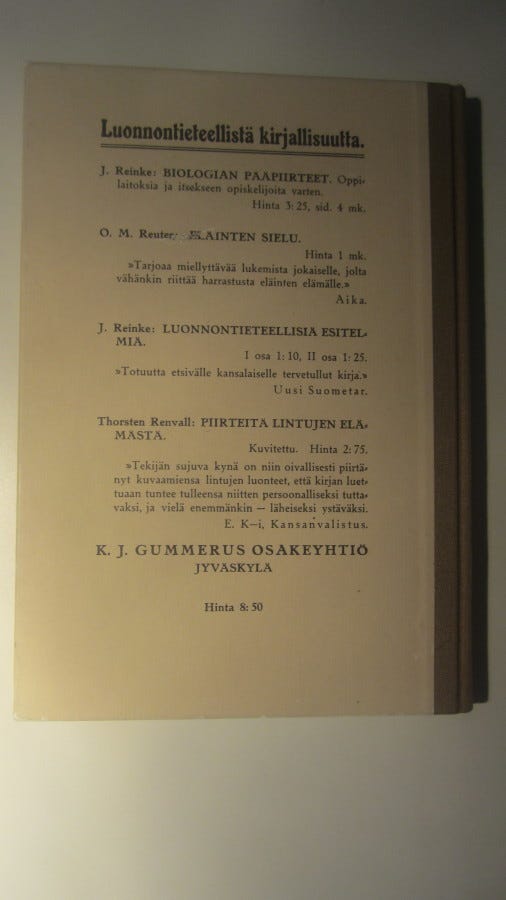 Luonnontieteellistä kirjallisuutta.
J. Reinke: BIOLOGIAN PÄÄPIIRTEET. Oppi-
laitoksia ja itsekseen opiskelijoita varten.
Hinta 3: 25, sid. 4 mk.
O. M. Reuter: ELÄINTEN SIELU.
Hinta 1 mk.
»Tarjoaa miellyttävää lukemista jokaiselle, jolta
vähänkin riittää harrastusta eläinten elämälle.»
Aika.
J. Reinke: LUONNONTIETEELLISIÄ ESITEL-
MIÄ.
I osa 1: 10, II osa 1: 25.
»Totuutta etsivälle kansalaiselle tervetullut kirja.»
Uusi Suometar.
Thorsten Renvall: PIIRTEITÄ LINTUJEN ELÄ-
MÄSTÄ.
Kuvitettu. Hinta 2: 75.
»Tekijän sujuva kynä on niin oivallisesti piirtä-
nyt kuvaamiensa lintujen luonteet, että kirjan luet-
tuaan tuntee tulleensa niitten persoonalliseksi tutta-
vaksi, ja vielä enemmänkin — läheiseksi ystäväksi.
E. K—i, Kansanvalistus.
K. J. GUMMERUS OSAKEYHTIÖ
JYVÄSKYLÄ
Hinta 8: 50